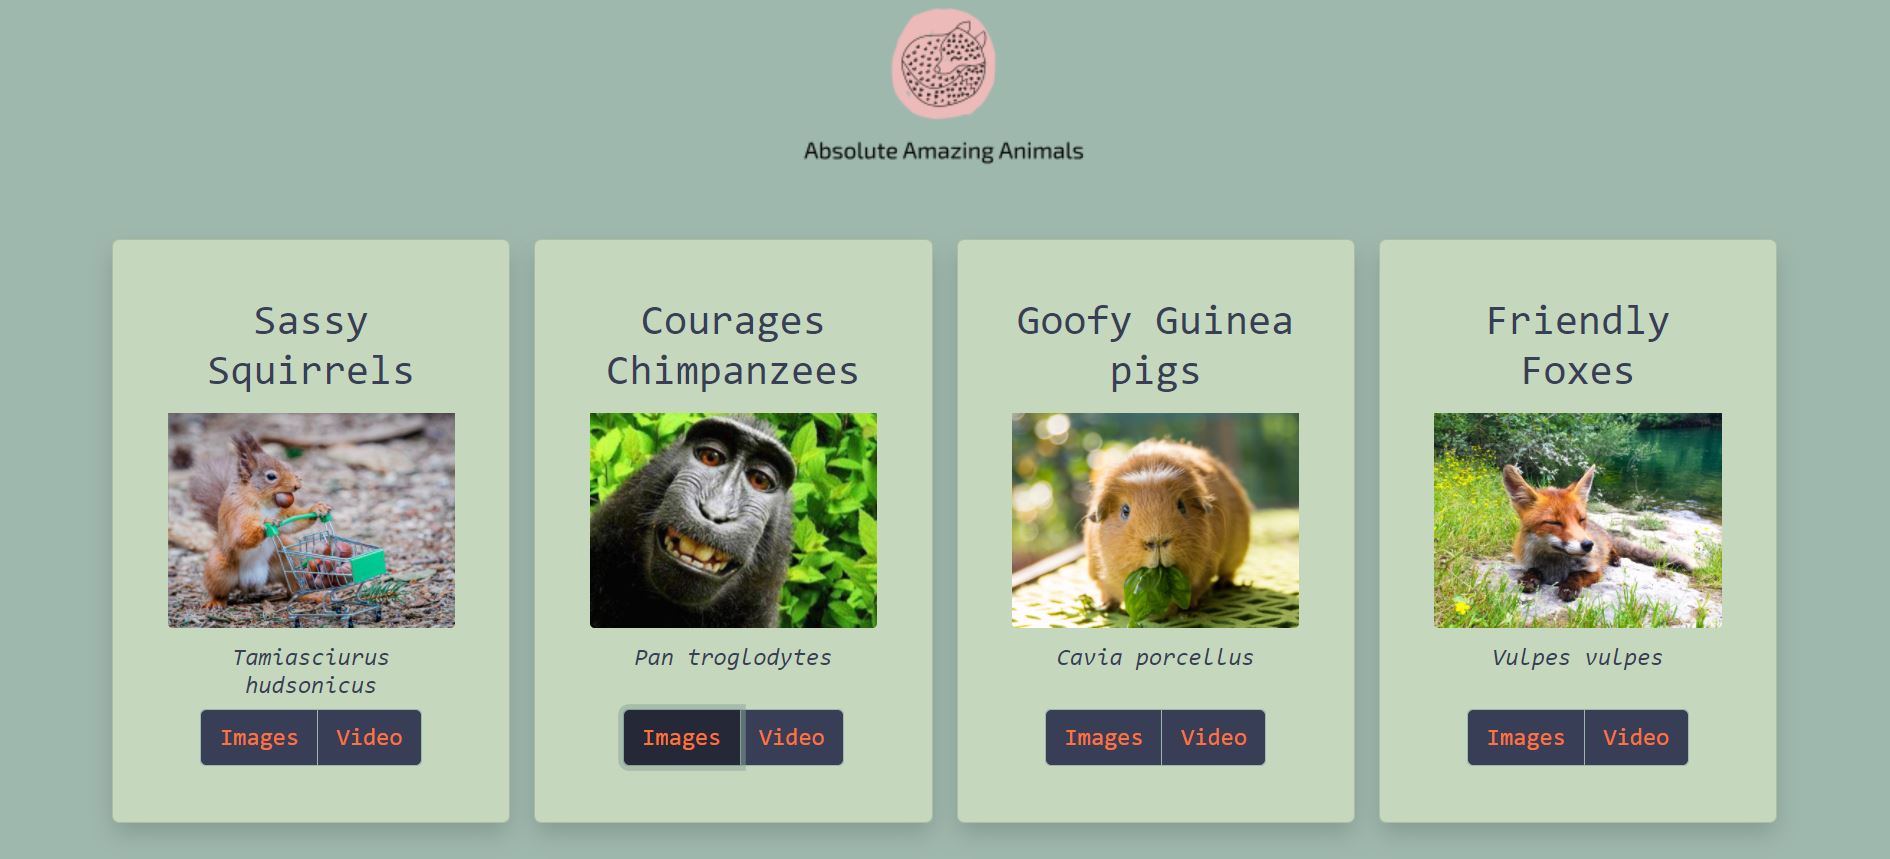 Absolute Amazing Animals
Sassy
Squirrels
Tamiasciurus
hudsonicus
Images Video
Courages
Chimpanzees
Pan troglodytes
Images Video
Goofy Guinea
pigs
Cavia porcellus
Images Video
Friendly
Foxes
Vulpes vulpes
Images Video